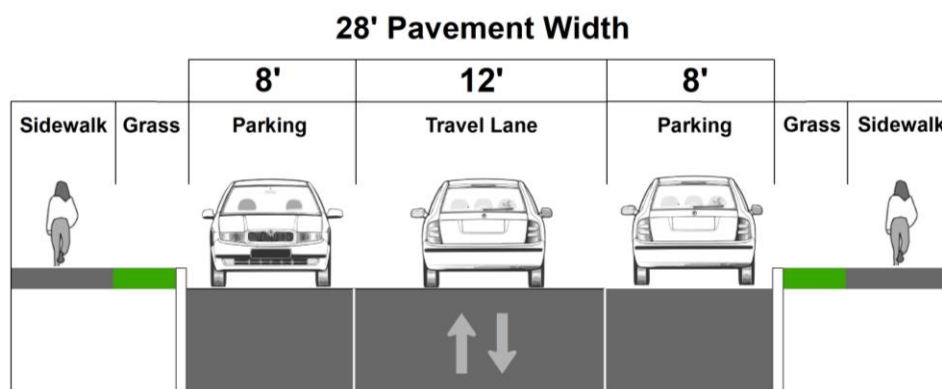 28' Pavement Width
8' 12' 8'
Sidewalk Grass Parking Travel Lane Parking Grass Sidewalk